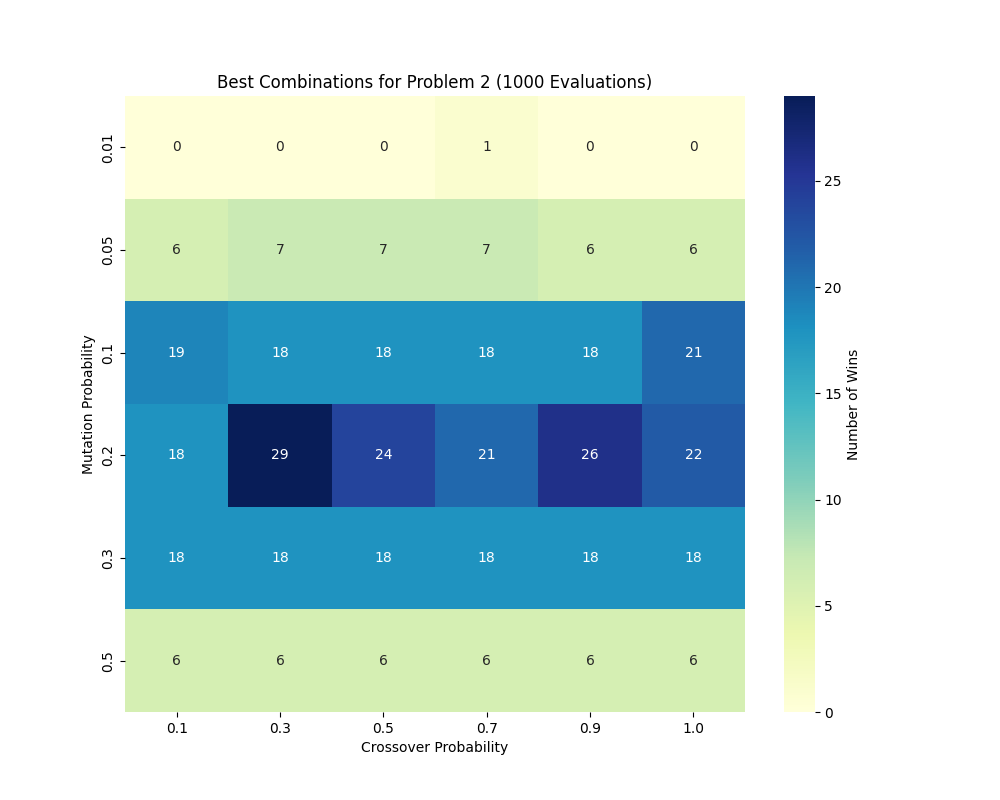 Best Combinations for Problem 2 (1000 Evaluations)
0.01 0 0 0 1 0 0
0.05 6 7 7 7 6 6
0.1 19 18 18 18 18 21
0.2 18 29 24 21 26 22
0.3 18 18 18 18 18 18
0.5 6 6 6 6 6 6
0.1 0.3 0.5 0.7 0.9 1.0
Crossover Probability
Mutation Probability
25
20
15
10
5
0
Number of Wins